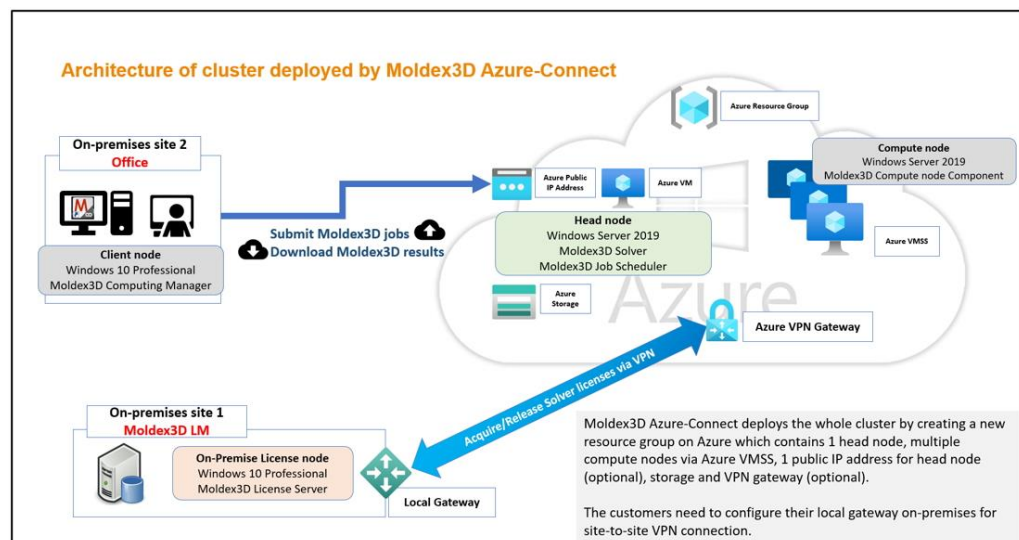 Architecture of cluster deployed by Moldex3D Azure-Connect
Azure Resource Group
On-premises site 2
Office
Compute node
Windows Server 2019
Moldex3D Compute node Component
Azure Public
IP Address
Azure VM
M
Submit Moldex3D jobs
Download Moldex3D results
Head node
Windows Server 2019
Moldex3D Solver
Moldex3D Job Scheduler
Azure VMSS
Client node
Windows 10 Professional
Moldex3D Computing Manager
Azure
Storage
Azure
Azure VPN Gateway
Acquire/Release Solver licenses via VPN
On-premises site 1
Moldex3D LM
On-Premise License node
Windows 10 Professional
Moldex3D License Server
Local Gateway
Moldex3D Azure-Connect deploys the whole cluster by creating a new
resource group on Azure which contains 1 head node, multiple
compute nodes via Azure VMSS, 1 public IP address for head node
(optional), storage and VPN gateway (optional).
The customers need to configure their local gateway on-premises for
site-to-site VPN connection.